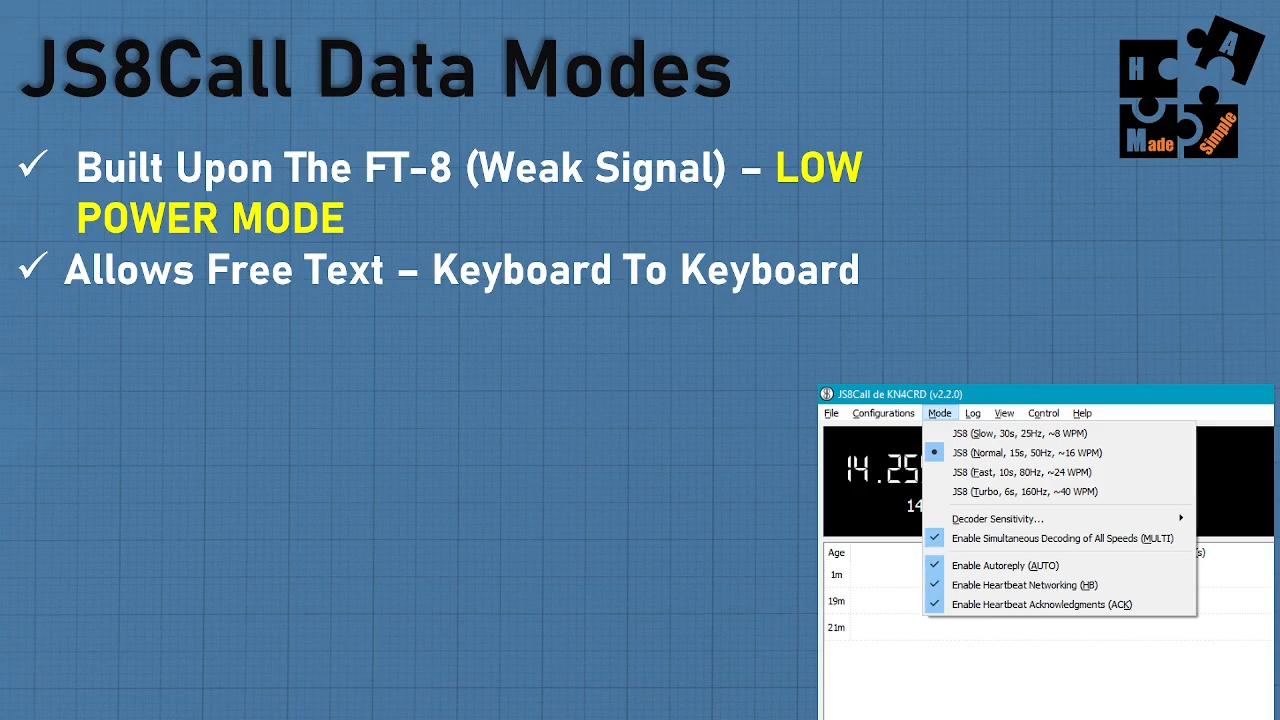 JS8Call Data Modes
H A
Made Simple
✓ Built Upon The FT-8 (Weak Signal) – LOW
POWER MODE
✓ Allows Free Text – Keyboard To Keyboard
JS8Call de KN4CRD (v2.2.0)
File Configurations Mode Log View Control Help
JS8 (Slow, 30s, 25Hz, ~8 WPM)
JS8 (Normal, 15s, 50Hz, ~16 WPM)
14.25
JS8 (Fast, 10s, 80Hz, ~24 WPM)
JS8 (Turbo, 6s, 160Hz, ~40 WPM)
14
Decoder Sensitivity...
Enable Simultaneous Decoding of All Speeds (MULTI)
Age s)
Enable Autoreply (AUTO)
1m
Enable Heartbeat Networking (HB)
19m
Enable Heartbeat Acknowledgments (ACK)
21m